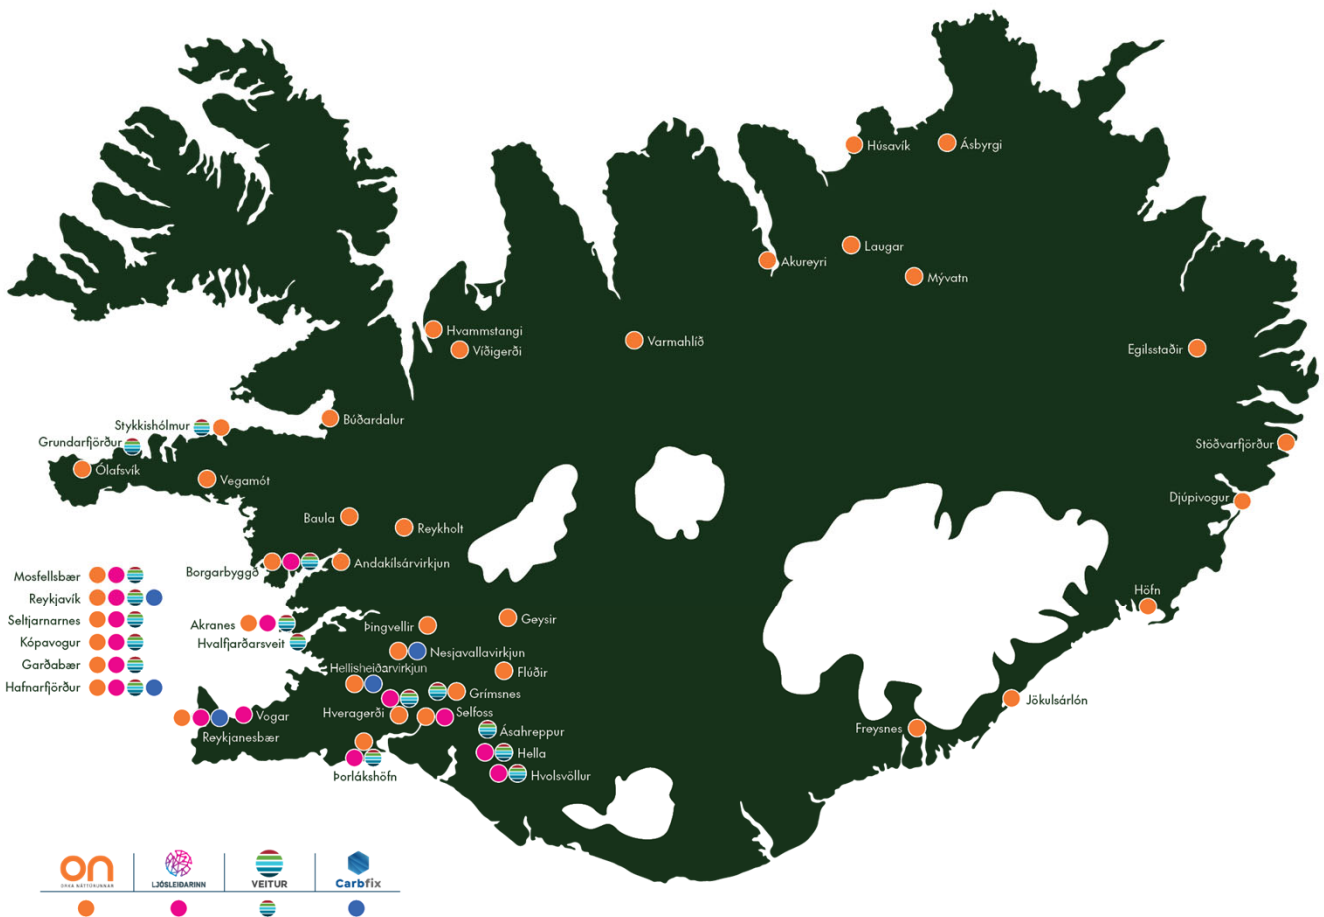 Húsavík
Ásbyrgi
Laugar
Akureyri
Mývatn
Hvammstangi
Víðigerði
Varmahlíð
Egilsstaðir
Búðardalur
Stykkishólmur
Grundarfjörður
Ólafsvík
Vegamót
Stöðvarfjörður
Djúpivogur
Baula
Reykholt
Borgarbyggð
Andakílsárvirkjun
Mosfellsbær
Reykjavík
Seltjarnarnes
Kópavogur
Garðabær
Hafnarfjörður
Höfn
Akranes
Þingvellir
Geysir
Hvalfjarðarsveit
Nesjavallavirkjun
Hellisheiðarvirkjun
Flúðir
Grímsnes
Jökulsárlón
Hveragerði
Selfoss
Vogar
Reykjanesbær
Freysnes
Ásahreppur
Hella
Hvolsvöllur
Þorlákshöfn
on
ORKA NÁTTÚRUNNAR
LJÓSLEIÐARINN
VEITUR
Carbfix